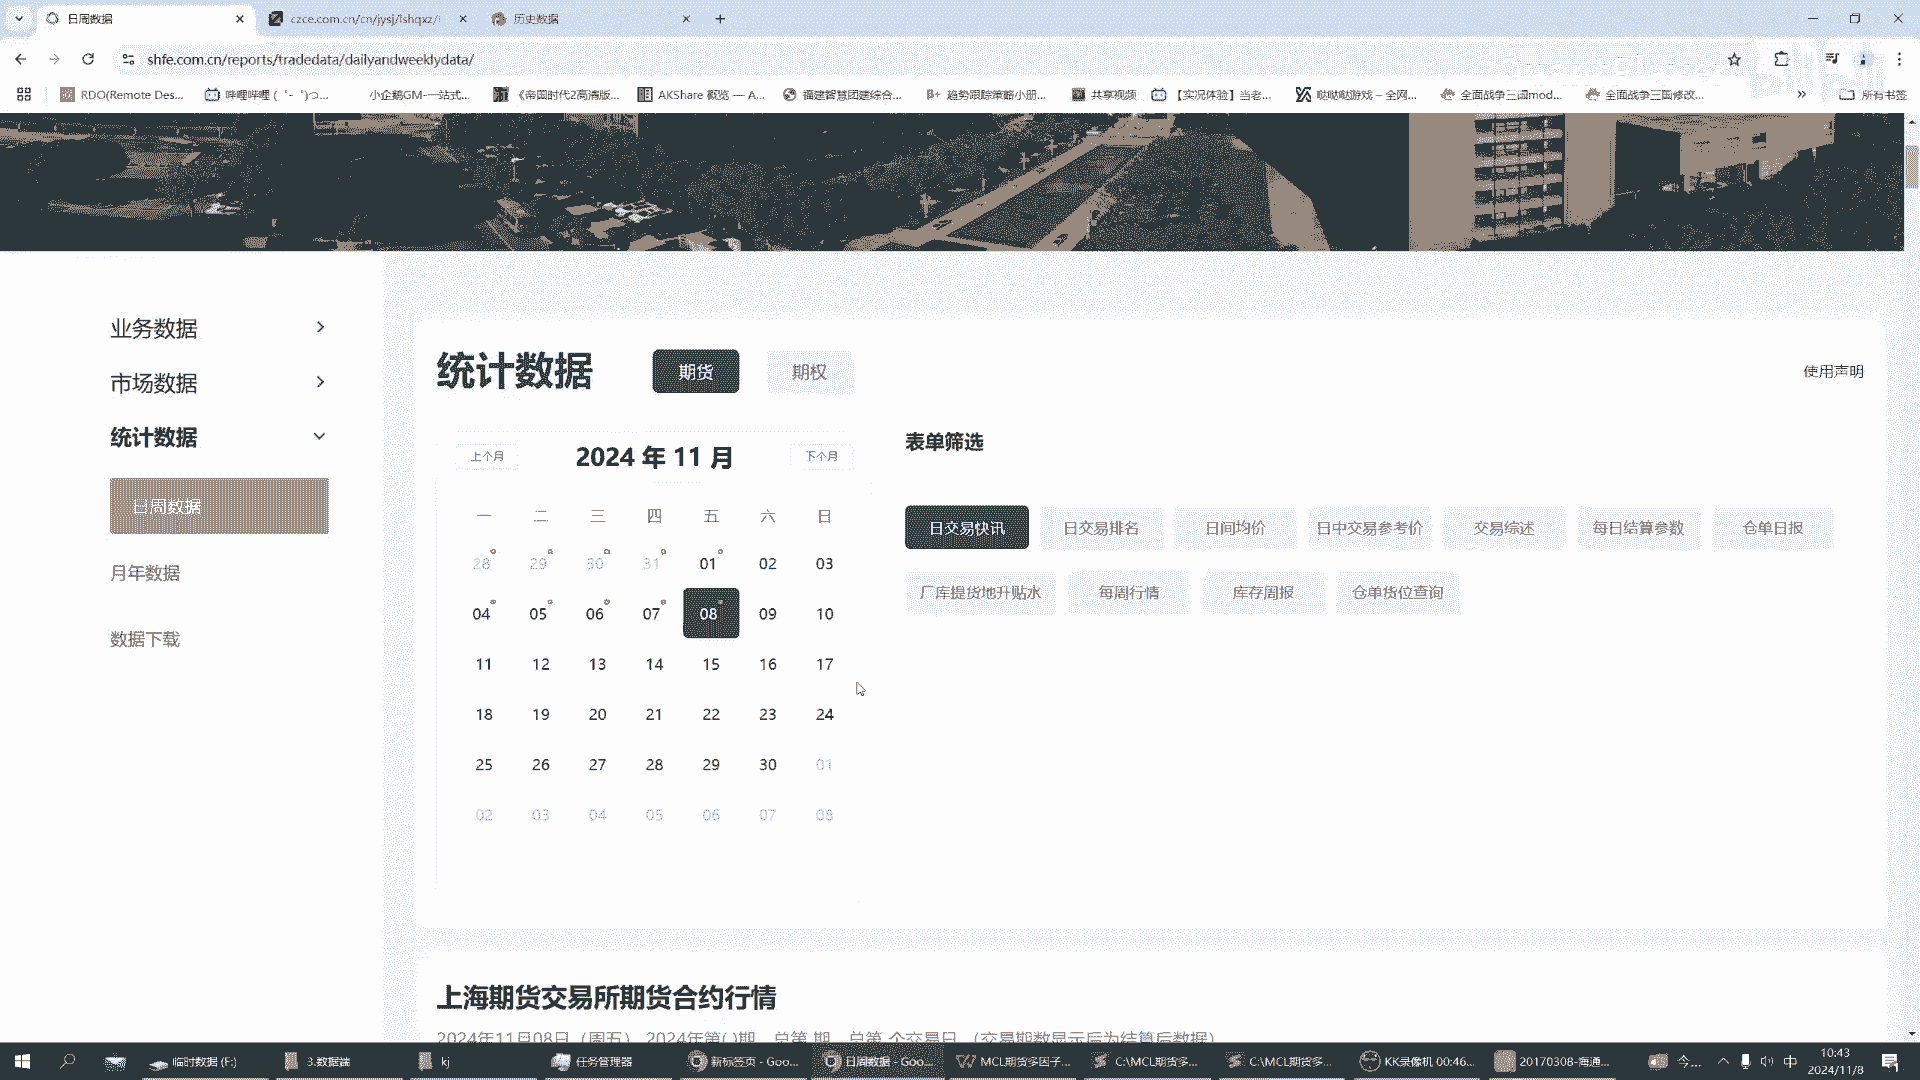 日周数据
czce.com.cn/cn/jysj/lshqxz/
历史数据
shfe.com.cn/reports/tradedata/dailyandweeklydata/
RDO(Remote Des...
哔哩哔哩 ( ゜- ゜)つ...
小企鹅GM-一站式...
《帝国时代2高清版...
AKShare 概览 — A...
福建智慧团建综合...
趋势跟踪策略小册...
共享视频
【实况体验】当老...
哒哒哒游戏 – 全网...
全面战争三国mod...
全面战争三国修改...
所有书签
业务数据
市场数据
统计数据
日周数据
月年数据
数据下载
统计数据
期货
期权
使用声明
上个月
2024 年 11 月
下个月
一 二 三 四 五 六 日
28 29 30 31 01 02 03
04 05 06 07 08 09 10
11 12 13 14 15 16 17
18 19 20 21 22 23 24
25 26 27 28 29 30 01
02 03 04 05 06 07 08
表单筛选
日交易快讯 日交易排名 日间均价 日中交易参考价 交易综述 每日结算参数 仓单日报
厂库提货地升贴水 每周行情 库存周报 仓单货位查询
上海期货交易所期货合约行情
2024年11月08日（周五） 2024年第( )期 总第 期 总第 个交易日 （交易期数显示后为结算后数据）
临时数据 (F:)
3.数据端
kj
任务管理器
新标签页 - Goo...
日周数据 - Goo...
MCL期货多因子...
C:\MCL期货多...
C:\MCL期货多...
KK录像机 00:46...
20170308-海通...
今...
中
10:43
2024/11/8